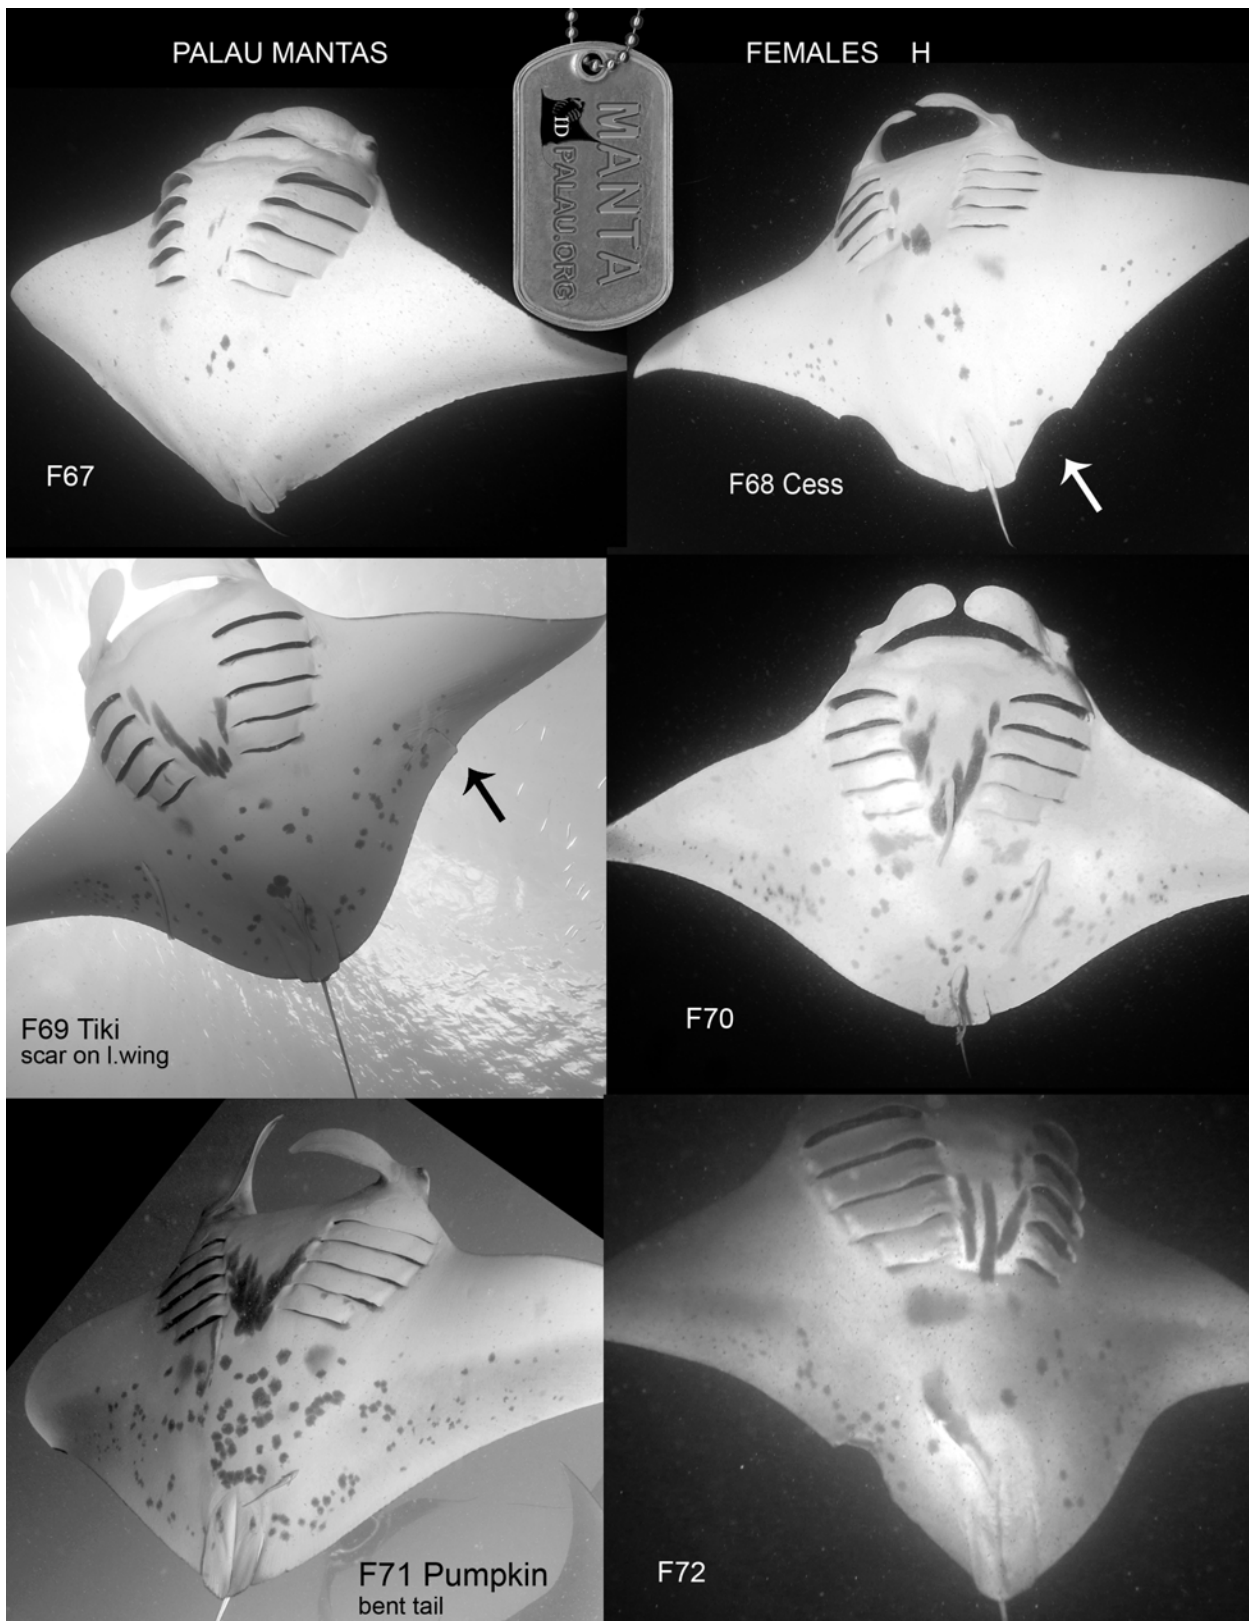 PALAU MANTAS
MANTA
ID PALAU.ORG
FEMALES H
F67
F68 Cess
F69 Tiki
scar on l.wing
F70
F71 Pumpkin
bent tail
F72